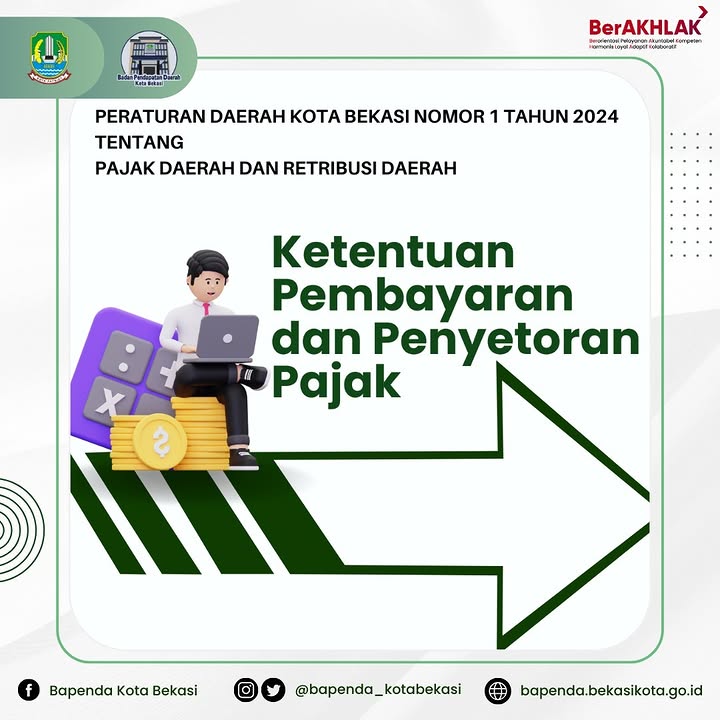 BerAKHLAK
Berorientasi Pelayanan Akuntabel Kompeten
Harmonis Loyal Adaptif Kolaboratif
Badan Pendapatan Daerah
Kota Bekasi
PERATURAN DAERAH KOTA BEKASI NOMOR 1 TAHUN 2024
TENTANG
PAJAK DAERAH DAN RETRIBUSI DAERAH
Ketentuan
Pembayaran
dan Penyetoran
Pajak
Bapenda Kota Bekasi
@bapenda_kotabekasi
bapenda.bekasikota.go.id